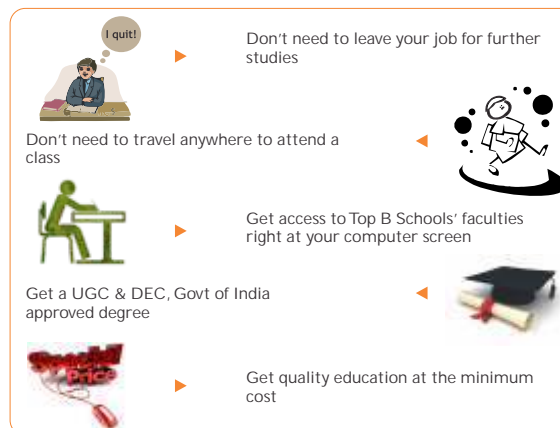 I quit!
Don't need to leave your job for further
studies
Don't need to travel anywhere to attend a
class
Get access to Top B Schools' faculties
right at your computer screen
Get a UGC & DEC, Govt of India
approved degree
Special
Price
Get quality education at the minimum
cost